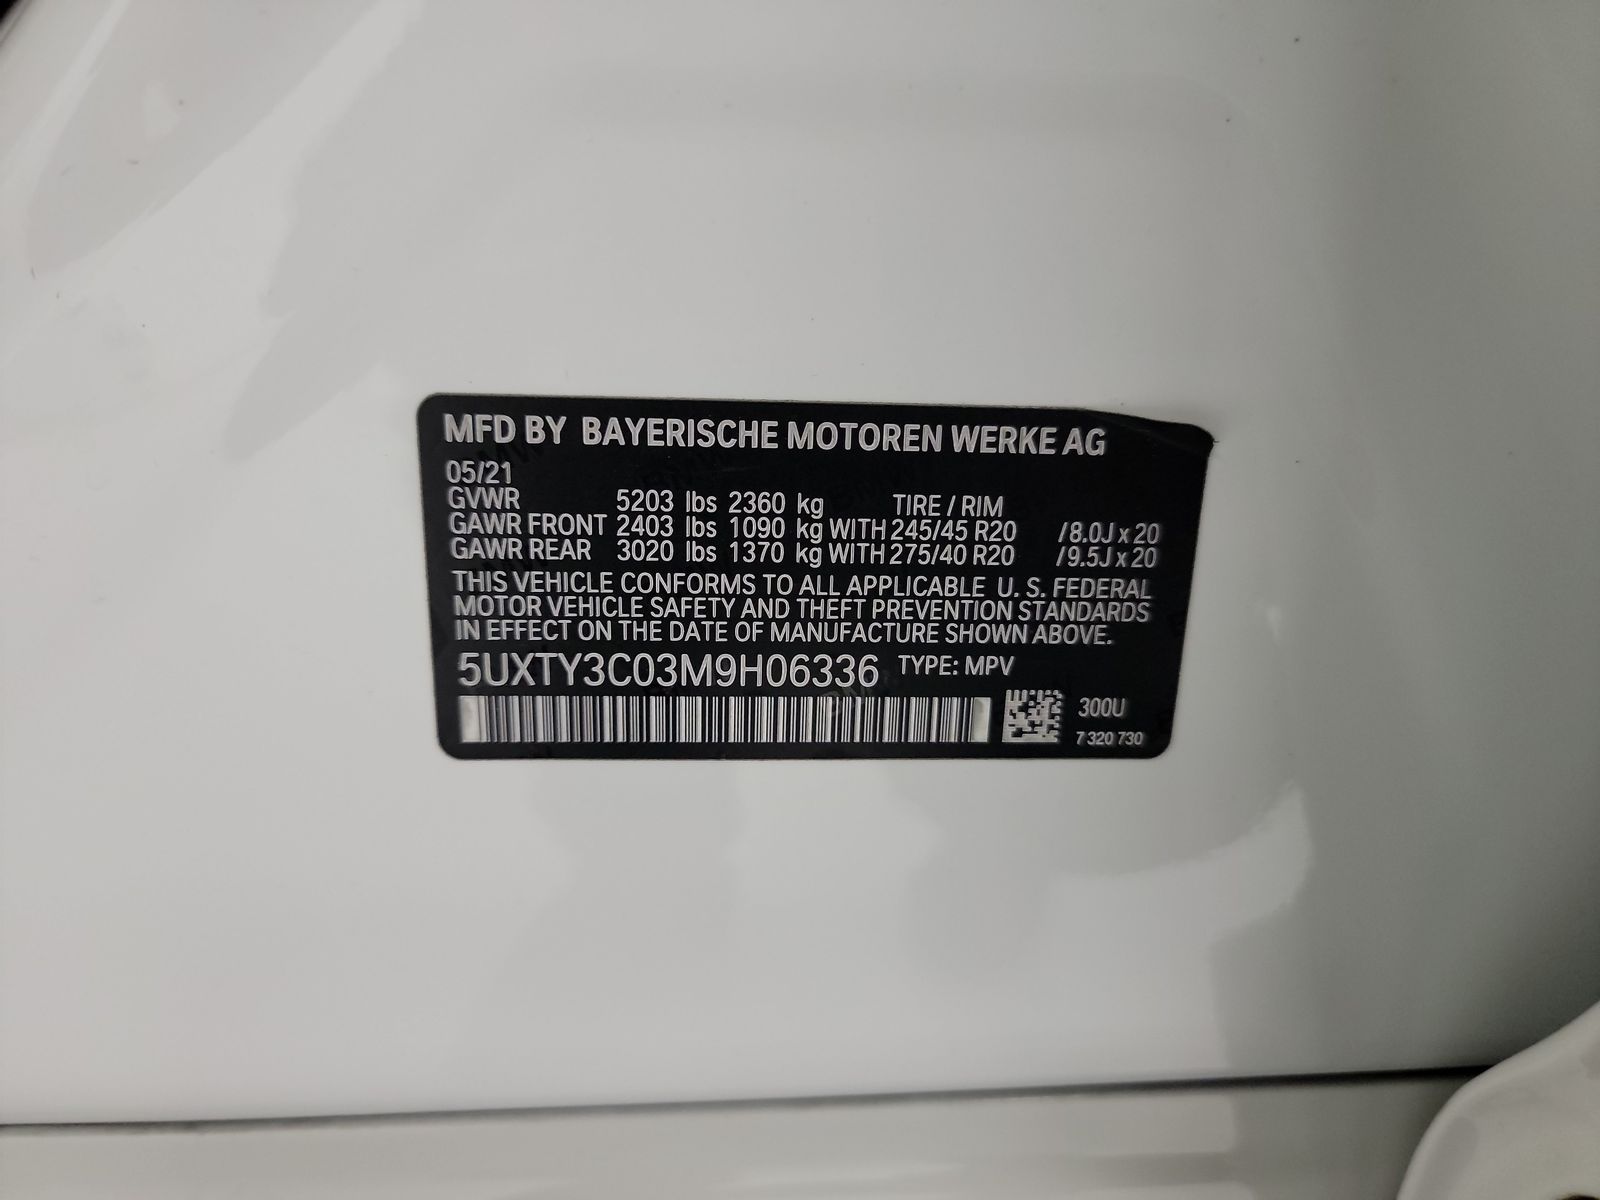 MFD BY BAYERISCHE MOTOREN WERKE AG
05/21
GVWR 5203 lbs 2360 kg TIRE / RIM
GAWR FRONT 2403 lbs 1090 kg WITH 245/45 R20 /8.0J x 20
GAWR REAR 3020 lbs 1370 kg WITH 275/40 R20 /9.5J x 20
THIS VEHICLE CONFORMS TO ALL APPLICABLE U. S. FEDERAL
MOTOR VEHICLE SAFETY AND THEFT PREVENTION STANDARDS
IN EFFECT ON THE DATE OF MANUFACTURE SHOWN ABOVE.
5UXTY3C03M9H06336 TYPE: MPV
300U
7 320 730